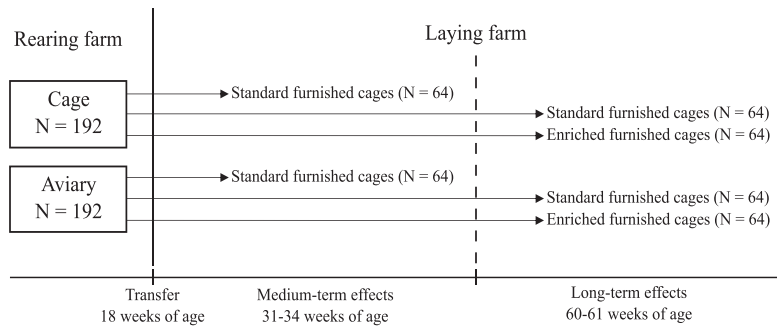 Rearing farm
Laying farm
Cage
N = 192
Standard furnished cages (N = 64)
Standard furnished cages (N = 64)
Enriched furnished cages (N = 64)
Aviary
N = 192
Standard furnished cages (N = 64)
Standard furnished cages (N = 64)
Enriched furnished cages (N = 64)
Transfer
18 weeks of age
Medium-term effects
31-34 weeks of age
Long-term effects
60-61 weeks of age